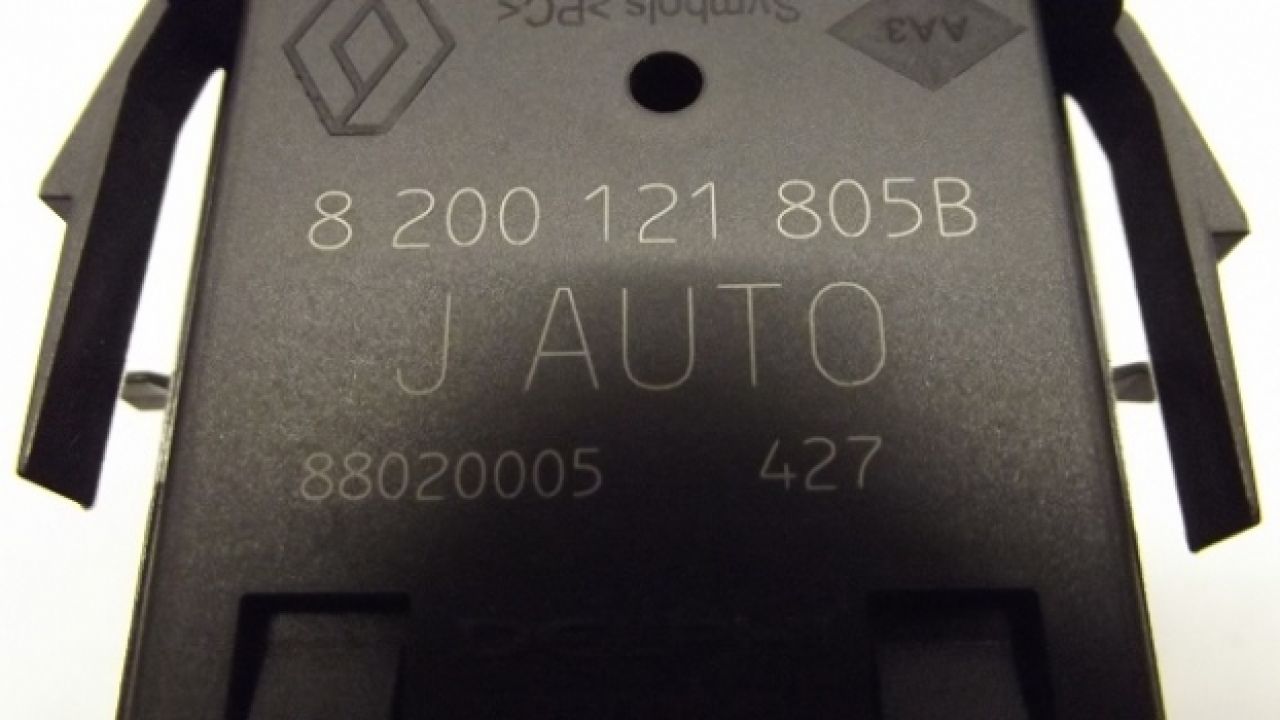 Symbols >PC<
AA3
8 200 121 805B
J AUTO
88020005 427